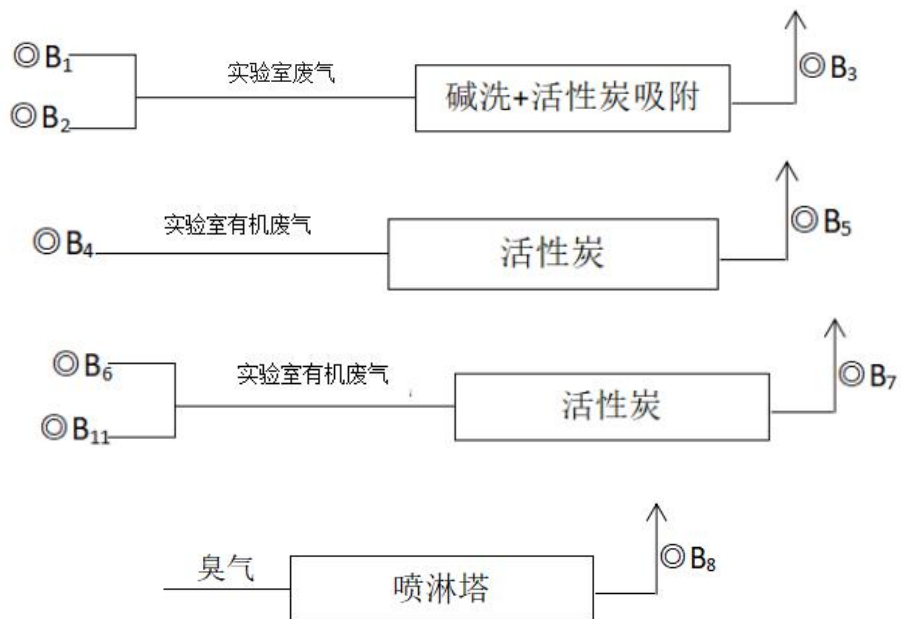 ◎B₁
实验室废气
◎B₂
碱洗+活性炭吸附
◎B₃
◎B₄
实验室有机废气
活性炭
◎B₅
◎B₆
实验室有机废气
◎B₁₁
活性炭
◎B₇
臭气
喷淋塔
◎B₈